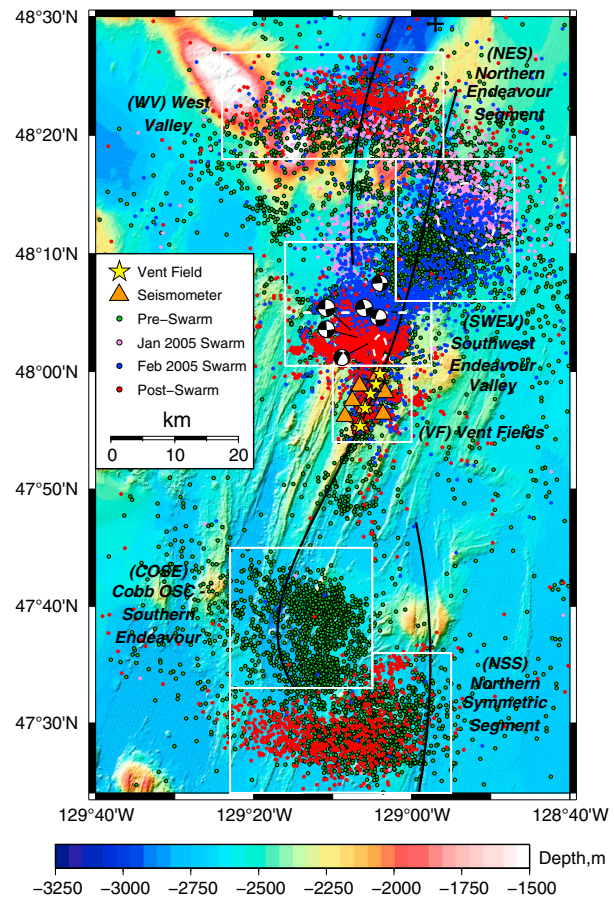 48°30'N
48°20'N
48°10'N
48°00'N
47°50'N
47°40'N
47°30'N
129°40'W
129°20'W
129°00'W
128°40'W
(WV) West
Valley
(NES)
Northern
Endeavour
Segment
Vent Field
Seismometer
Pre-Swarm
Jan 2005 Swarm
Feb 2005 Swarm
Post-Swarm
km
0 10 20
(SWEV)
Southwest
Endeavour
Valley
(VF) Vent Fields
(COSE)
Cobb OSC
Southern
Endeavour
(NSS)
Northern
Symmetric
Segment
−3250 −3000 −2750 −2500 −2250 −2000 −1750 −1500
Depth,m